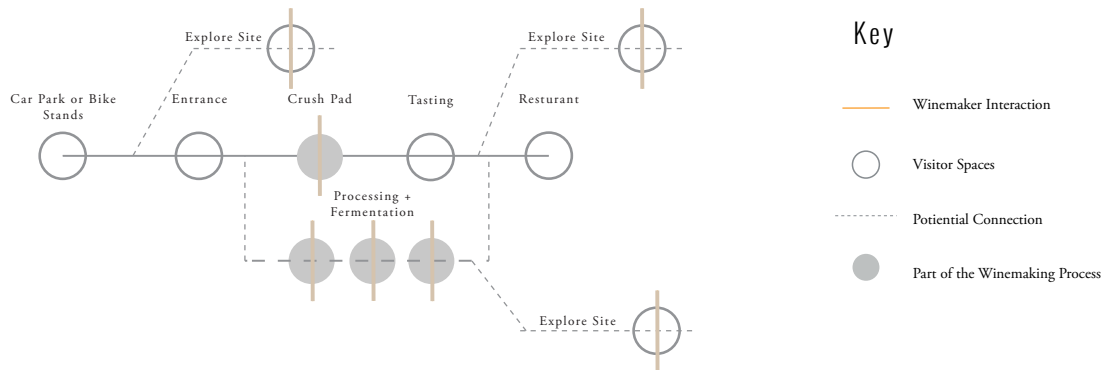 Explore Site
Explore Site
Key
Car Park or Bike
Stands
Entrance
Crush Pad
Tasting
Resturant
Winemaker Interaction
Visitor Spaces
Processing +
Fermentation
Potiential Connection
Part of the Winemaking Process
Explore Site